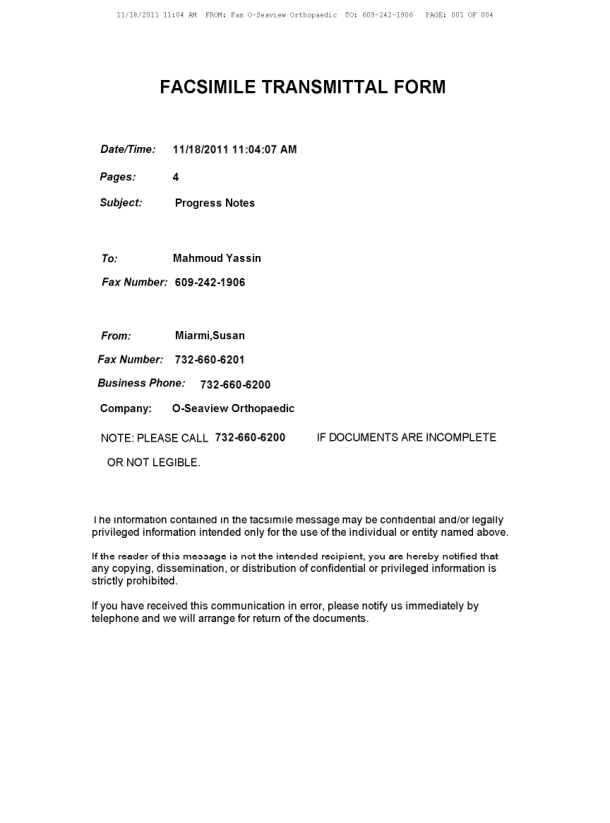 11/18/2011 11:04 AM FROM: Fax O-Seaview Orthopaedic TO: 609-242-1906 PAGE: 001 OF 004
FACSIMILE TRANSMITTAL FORM
Date/Time: 11/18/2011 11:04:07 AM
Pages: 4
Subject: Progress Notes
To: Mahmoud Yassin
Fax Number: 609-242-1906
From: Miarmi,Susan
Fax Number: 732-660-6201
Business Phone: 732-660-6200
Company: O-Seaview Orthopaedic
NOTE: PLEASE CALL 732-660-6200 IF DOCUMENTS ARE INCOMPLETE
OR NOT LEGIBLE.
The information contained in the facsimile message may be confidential and/or legally
privileged information intended only for the use of the individual or entity named above.
If the reader of this message is not the intended recipient, you are hereby notified that
any copying, dissemination, or distribution of confidential or privileged information is
strictly prohibited.
If you have received this communication in error, please notify us immediately by
telephone and we will arrange for return of the documents.